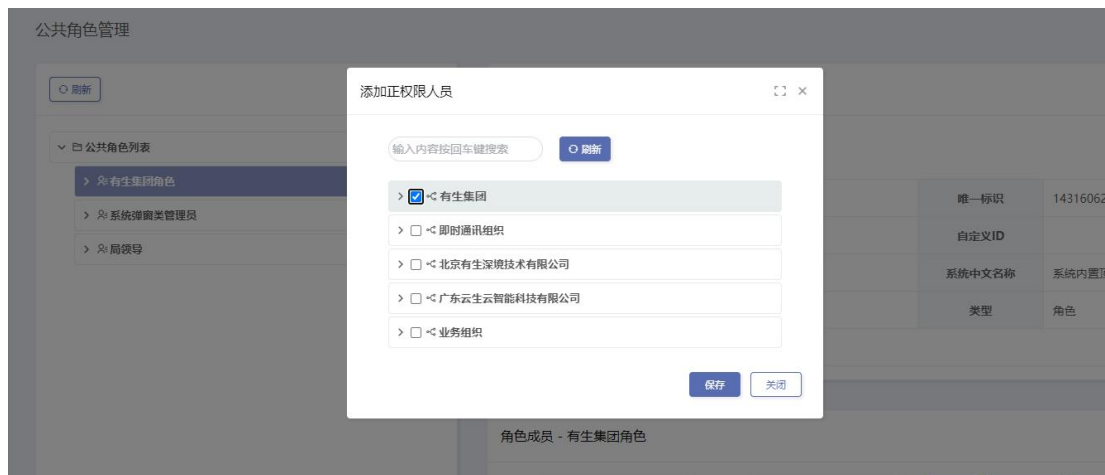 公共角色管理
刷新
公共角色列表
有生集团角色
系统弹窗类管理员
局领导
添加正权限人员
输入内容按回车键搜索
刷新
有生集团
即时通讯组织
北京有生深境技术有限公司
广东云生云智能科技有限公司
业务组织
保存
关闭
唯一标识
14316062
自定义ID
系统中文名称
系统内置顶
类型
角色
角色成员 - 有生集团角色